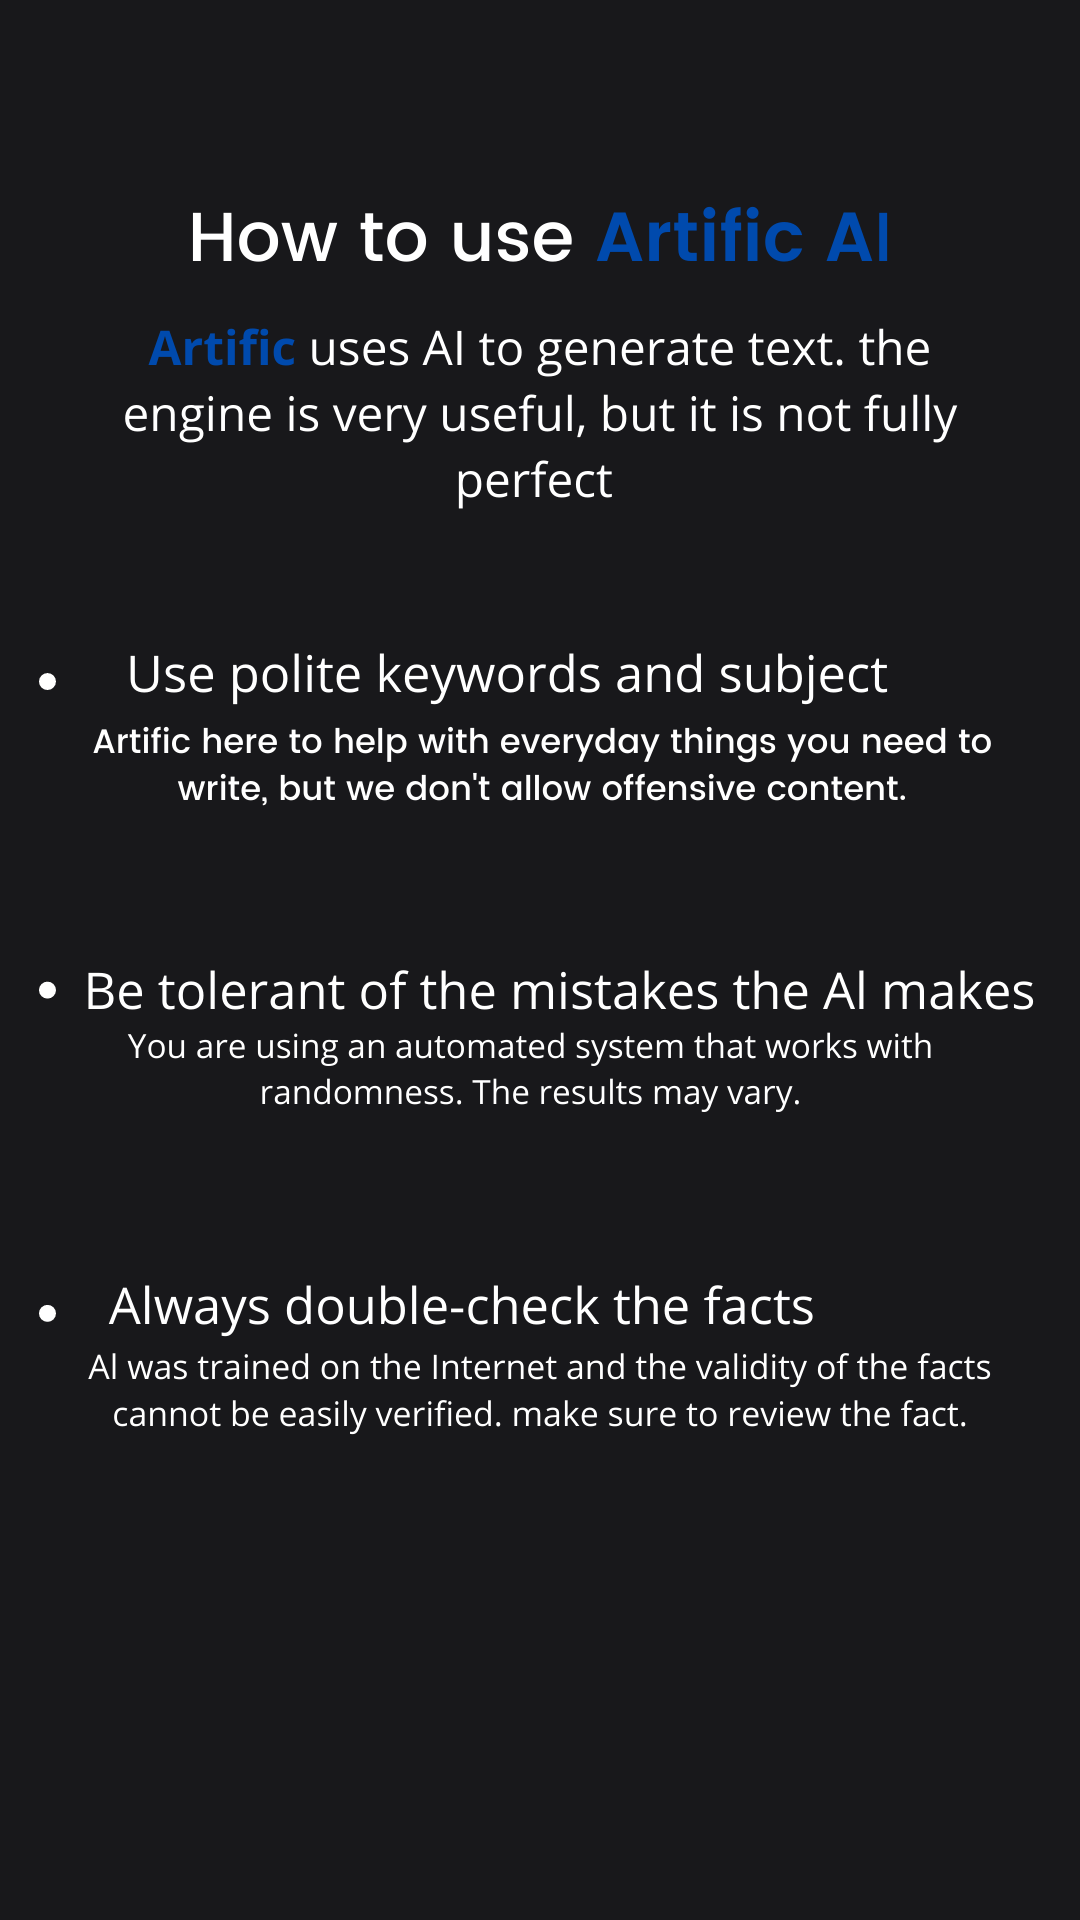 How to use Artific AI
Artific uses AI to generate text. the
engine is very useful, but it is not fully
perfect
• Use polite keywords and subject
Artific here to help with everyday things you need to
write, but we don't allow offensive content.
• Be tolerant of the mistakes the Al makes
You are using an automated system that works with
randomness. The results may vary.
• Always double-check the facts
Al was trained on the Internet and the validity of the facts
cannot be easily verified. make sure to review the fact.